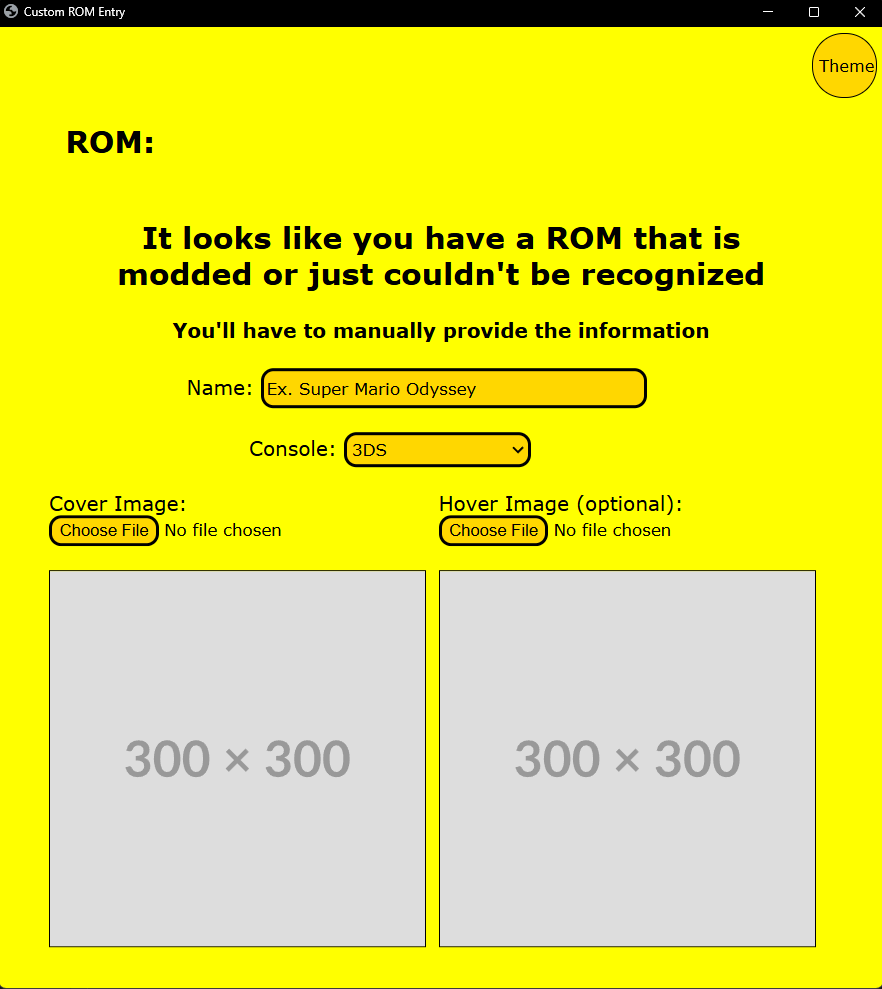 Custom ROM Entry
Theme
ROM:
It looks like you have a ROM that is
modded or just couldn't be recognized
You'll have to manually provide the information
Name: Ex. Super Mario Odyssey
Console: 3DS
Cover Image:
Choose File No file chosen
Hover Image (optional):
Choose File No file chosen
300 × 300
300 × 300